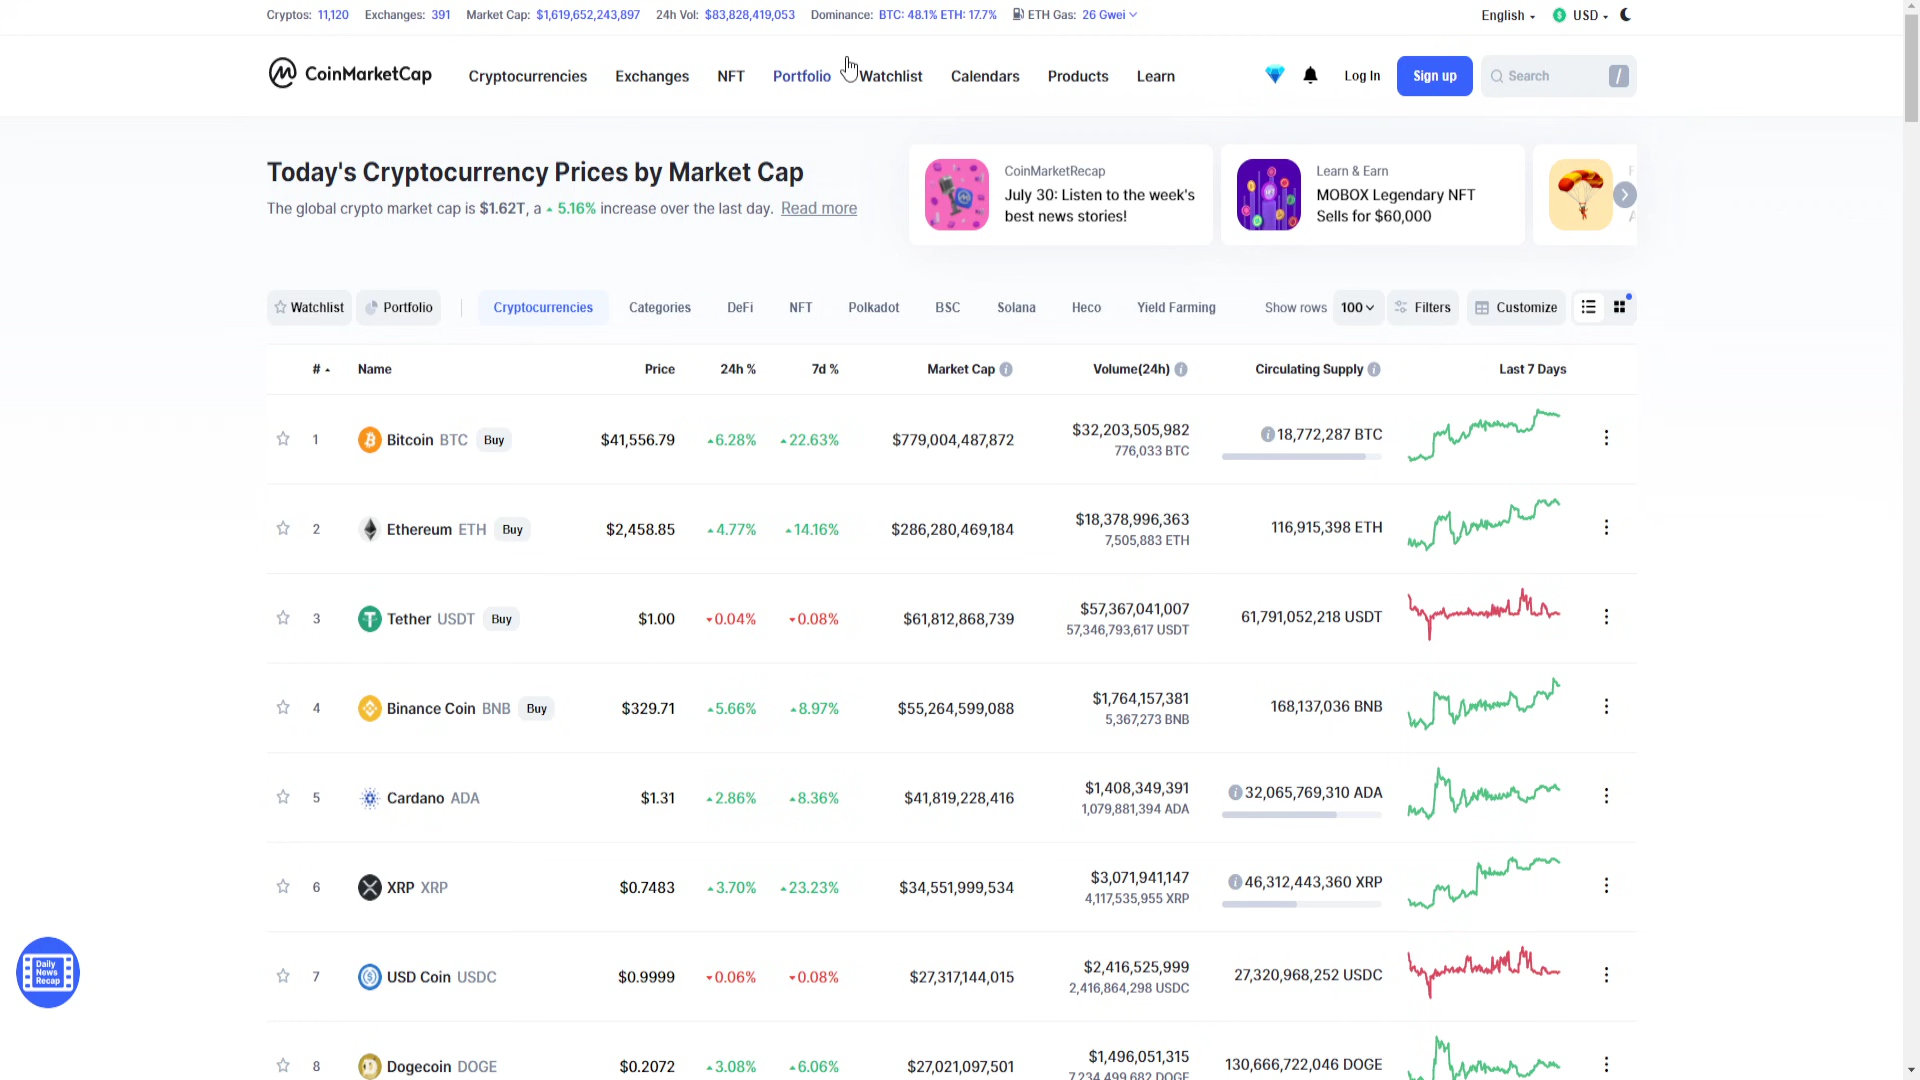 Cryptos: 11,120 Exchanges: 391 Market Cap: $1,619,652,243,897 24h Vol: $83,828,419,053 Dominance: BTC: 48.1% ETH: 17.7% ETH Gas: 26 Gwei English USD
CoinMarketCap Cryptocurrencies Exchanges NFT Portfolio Watchlist Calendars Products Learn Log In Sign up Search /
Today's Cryptocurrency Prices by Market Cap
The global crypto market cap is $1.62T, a 5.16% increase over the last day. Read more
CoinMarketRecap
July 30: Listen to the week's
best news stories!
Learn & Earn
MOBOX Legendary NFT
Sells for $60,000
Watchlist Portfolio Cryptocurrencies Categories DeFi NFT Polkadot BSC Solana Heco Yield Farming Show rows 100 Filters Customize
# Name Price 24h % 7d % Market Cap Volume(24h) Circulating Supply Last 7 Days
1 Bitcoin BTC Buy $41,556.79 6.28% 22.63% $779,004,487,872 $32,203,505,982 18,772,287 BTC
776,033 BTC
2 Ethereum ETH Buy $2,458.85 4.77% 14.16% $286,280,469,184 $18,378,996,363 116,915,398 ETH
7,505,883 ETH
3 Tether USDT Buy $1.00 0.04% 0.08% $61,812,868,739 $57,367,041,007 61,791,052,218 USDT
57,346,793,617 USDT
4 Binance Coin BNB Buy $329.71 5.66% 8.97% $55,264,599,088 $1,764,157,381 168,137,036 BNB
5,367,273 BNB
5 Cardano ADA $1.31 2.86% 8.36% $41,819,228,416 $1,408,349,391 32,065,769,310 ADA
1,079,881,394 ADA
6 XRP XRP $0.7483 3.70% 23.23% $34,551,999,534 $3,071,941,147 46,312,443,360 XRP
4,117,535,955 XRP
7 USD Coin USDC $0.9999 0.06% 0.08% $27,317,144,015 $2,416,525,999 27,320,968,252 USDC
2,416,864,298 USDC
Daily
News
Recap
8 Dogecoin DOGE $0.2072 3.08% 6.06% $27,021,097,501 $1,496,051,315 130,666,722,046 DOGE
7,234,499,682 DOGE